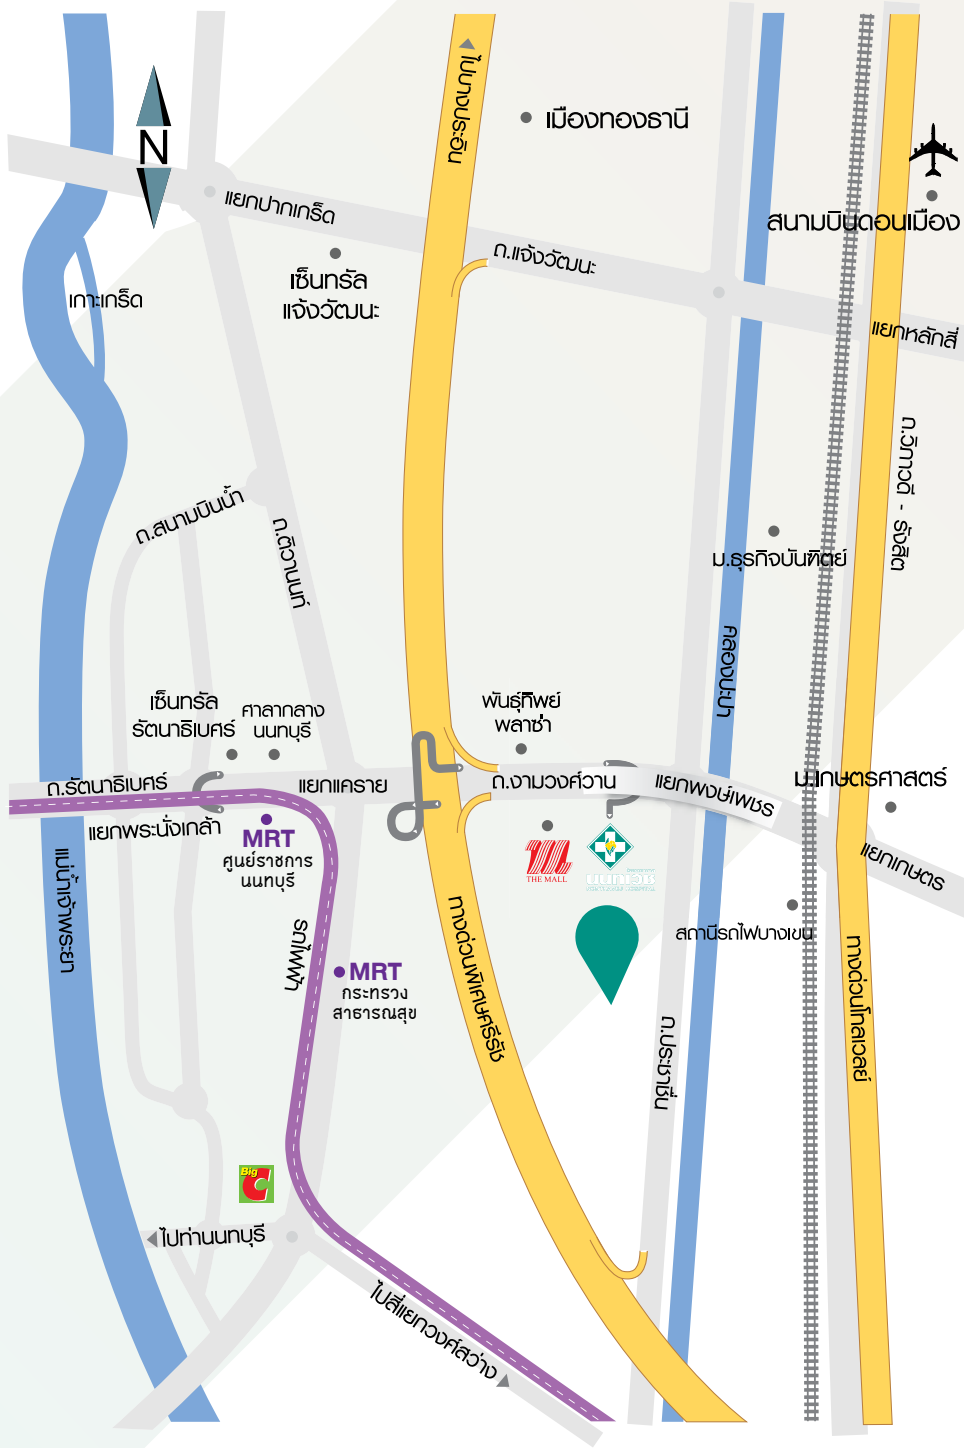 ไปบางปะอิน
เมืองทองธานี
N
แยกปากเกร็ด
สนามบินดอนเมือง
ถ.แจ้งวัฒนะ
เซ็นทรัล
แจ้งวัฒนะ
เกาะเกร็ด
แยกหลักสี่
ถ.วิภาวดี - รังสิต
ถ.สนามบินน้ำ
ถ.ติวานนท์
ม.ธุรกิจบันฑิตย์
คลองประปา
เซ็นทรัล
รัตนาธิเบศร์
ศาลากลาง
นนทบุรี
พันธุ์ทิพย์
พลาซ่า
ถ.รัตนาธิเบศร์
แยกแคราย
ถ.งามวงศ์วาน
แยกพงษ์เพชร
ม.เกษตรศาสตร์
แยกพระนั่งเกล้า
MRT
ศูนย์ราชการ
นนทบุรี
THE MALL
แยกเกษตร
แม่น้ำเจ้าพระยา
รถไฟฟ้า
ทางด่วนพิเศษศรีรัช
สถานีรถไฟบางเขน
ทางด่วนโทลเวลย์
MRT
กระทรวง
สาธารณสุข
ถ.ประชาชื่น
Big
C
ไปท่านนทบุรี
ไปสี่แยกวงศ์สว่าง